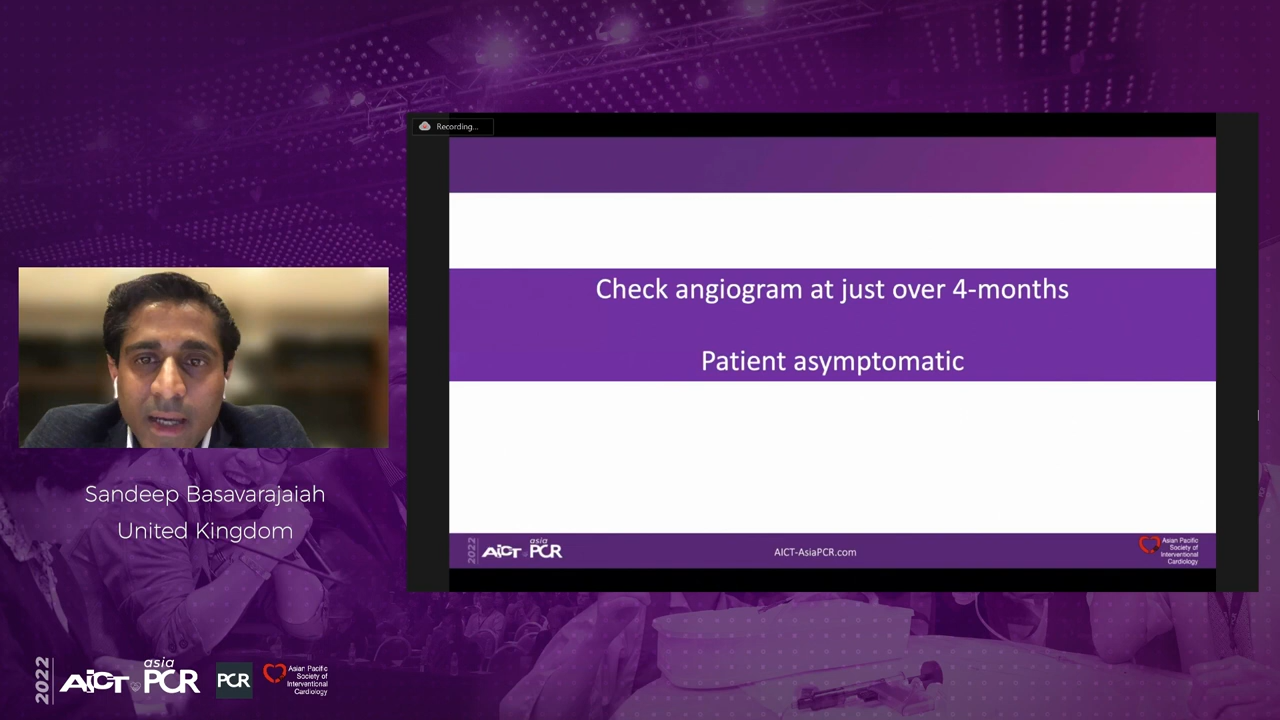 Recording...
Check angiogram at just over 4-months
Patient asymptomatic
2022
AICT
asia
PCR
AICT-AsiaPCR.com
Asian Pacific
Society of
Interventional
Cardiology
Sandeep Basavarajaiah
United Kingdom
2022
AICT
asia
PCR
PCR
Asian Pacific
Society of
Interventional
Cardiology